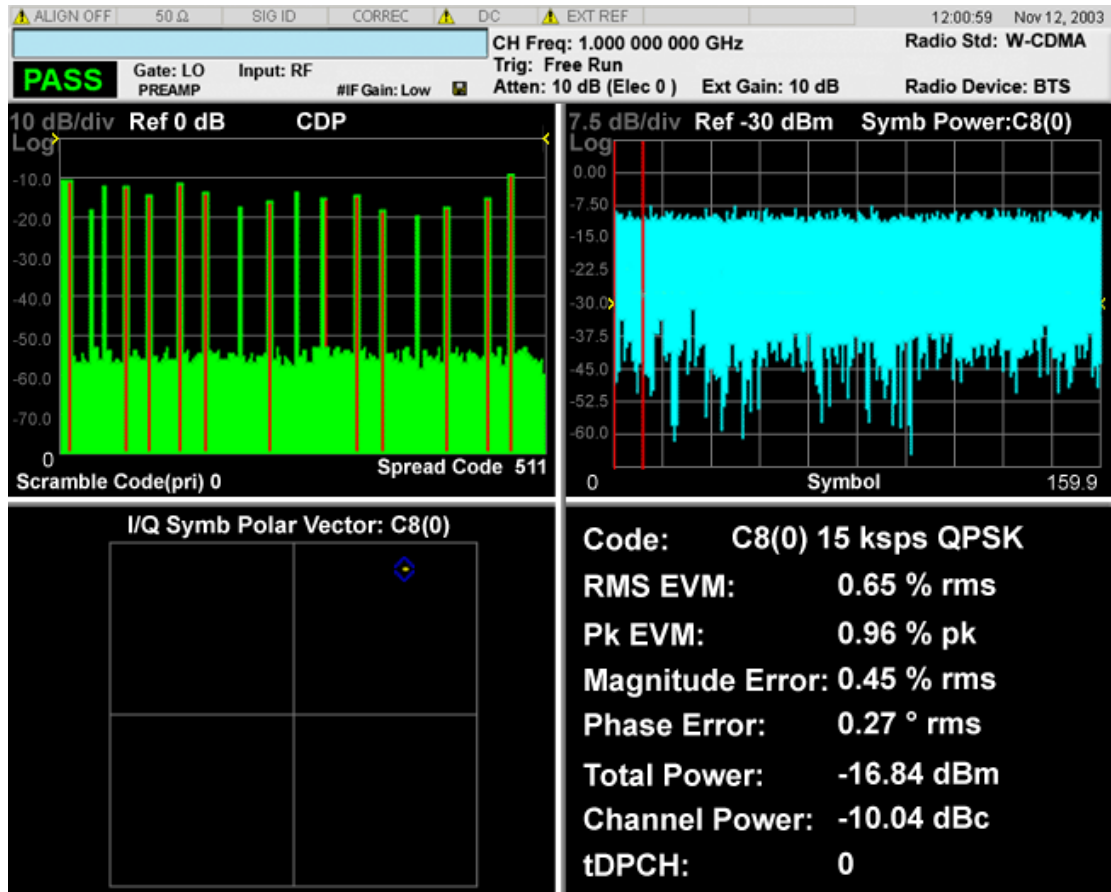 ALIGN OFF 50 Ω SIG ID CORREC DC EXT REF 12:00:59 Nov 12, 2003
CH Freq: 1.000 000 000 GHz Radio Std: W-CDMA
Trig: Free Run
PASS Gate: LO Input: RF
PREAMP #IF Gain: Low Atten: 10 dB (Elec 0 ) Ext Gain: 10 dB Radio Device: BTS
10 dB/div Ref 0 dB CDP
Log
-10.0
-20.0
-30.0
-40.0
-50.0
-60.0
-70.0
0 Spread Code 511
Scramble Code(pri) 0
7.5 dB/div Ref -30 dBm Symb Power:C8(0)
Log
0.00
-7.50
-15.0
-22.5
-30.0
-37.5
-45.0
-52.5
-60.0
0 Symbol 159.9
I/Q Symb Polar Vector: C8(0)
Code: C8(0) 15 ksps QPSK
RMS EVM: 0.65 % rms
Pk EVM: 0.96 % pk
Magnitude Error: 0.45 % rms
Phase Error: 0.27 ° rms
Total Power: -16.84 dBm
Channel Power: -10.04 dBc
tDPCH: 0